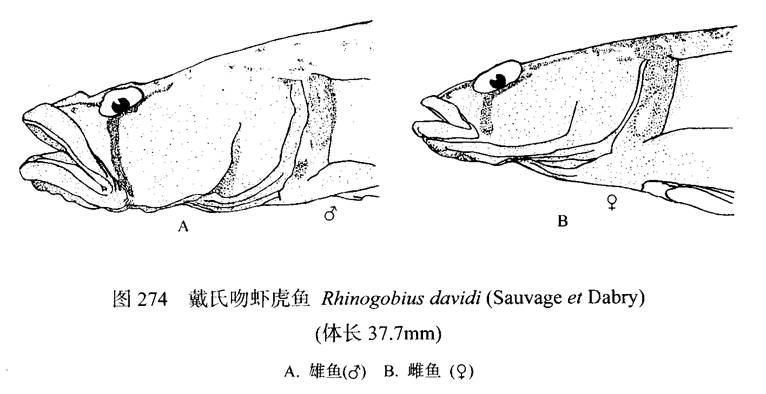 ♂
A
♀
B
图 274 戴氏吻虾虎鱼 Rhinogobius davidi (Sauvage et Dabry)
(体长 37.7mm)
A. 雄鱼(♂) B. 雌鱼 (♀)